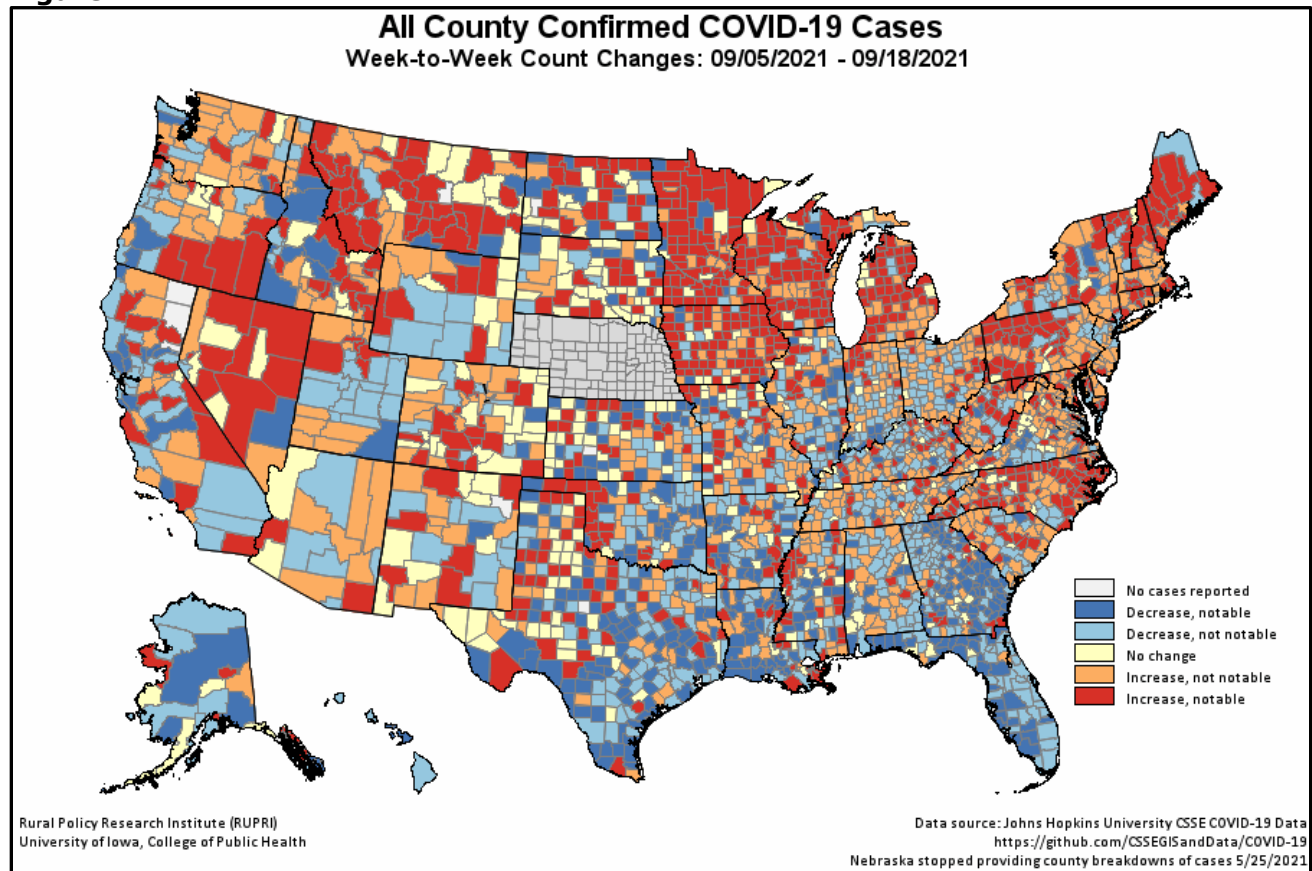 All County Confirmed COVID-19 Cases
Week-to-Week Count Changes: 09/05/2021 - 09/18/2021
No cases reported
Decrease, notable
Decrease, not notable
No change
Increase, not notable
Increase, notable
Rural Policy Research Institute (RUPRI)
University of Iowa, College of Public Health
Data source: Johns Hopkins University CSSE COVID-19 Data
https://github.com/CSSEGISandData/COVID-19
Nebraska stopped providing county breakdowns of cases 5/25/2021